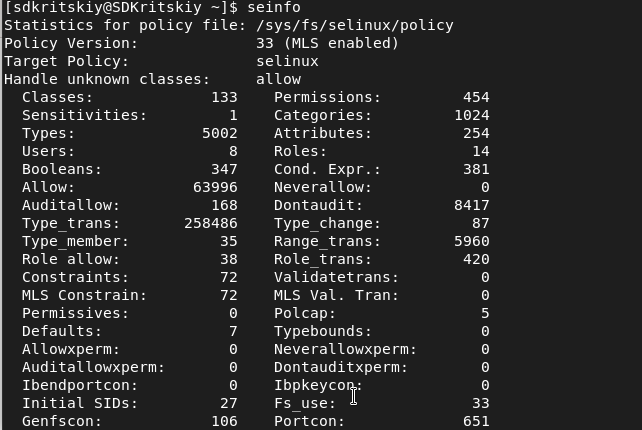 [sdkritskiy@SDKritskiy ~]$ seinfo
Statistics for policy file: /sys/fs/selinux/policy
Policy Version:             33 (MLS enabled)
Target Policy:              selinux
Handle unknown classes:     allow
  Classes:             133    Permissions:         454
  Sensitivities:         1    Categories:         1024
  Types:              5002    Attributes:          254
  Users:                 8    Roles:                14
  Booleans:            347    Cond. Expr.:         381
  Allow:             63996    Neverallow:            0
  Auditallow:          168    Dontaudit:          8417
  Type_trans:       258486    Type_change:          87
  Type_member:          35    Range_trans:        5960
  Role allow:           38    Role_trans:          420
  Constraints:          72    Validatetrans:         0
  MLS Constrain:        72    MLS Val. Tran:         0
  Permissives:           0    Polcap:                5
  Defaults:              7    Typebounds:            0
  Allowxperm:            0    Neverallowxperm:       0
  Auditallowxperm:       0    Dontauditxperm:        0
  Ibendportcon:          0    Ibpkeycon:             0
  Initial SIDs:         27    Fs_use:               33
  Genfscon:            106    Portcon:             651